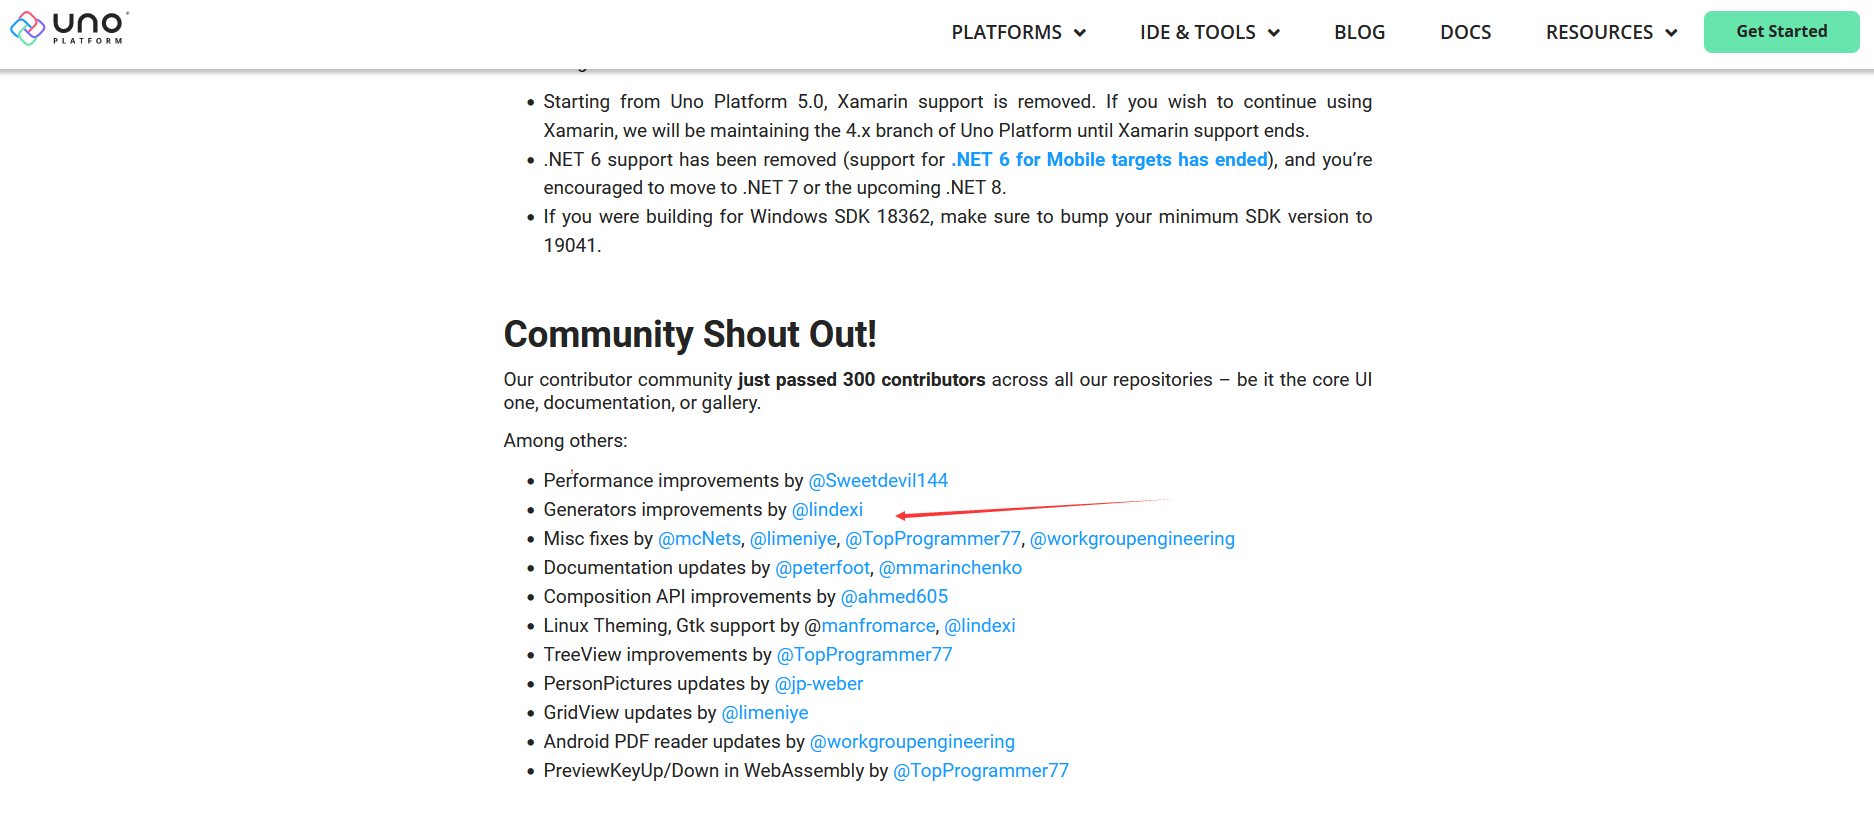 UNO
PLATFORM
PLATFORMS
IDE & TOOLS
BLOG
DOCS
RESOURCES
Get Started
Starting from Uno Platform 5.0, Xamarin support is removed. If you wish to continue using
Xamarin, we will be maintaining the 4.x branch of Uno Platform until Xamarin support ends.
.NET 6 support has been removed (support for .NET 6 for Mobile targets has ended), and you’re
encouraged to move to .NET 7 or the upcoming .NET 8.
If you were building for Windows SDK 18362, make sure to bump your minimum SDK version to
19041.
Community Shout Out!
Our contributor community just passed 300 contributors across all our repositories – be it the core UI
one, documentation, or gallery.
Among others:
Performance improvements by @Sweetdevil144
Generators improvements by @lindexi
Misc fixes by @mcNets, @limeniye, @TopProgrammer77, @workgroupengineering
Documentation updates by @peterfoot, @mmarinchenko
Composition API improvements by @ahmed605
Linux Theming, Gtk support by @manfromarce, @lindexi
TreeView improvements by @TopProgrammer77
PersonPictures updates by @jp-weber
GridView updates by @limeniye
Android PDF reader updates by @workgroupengineering
PreviewKeyUp/Down in WebAssembly by @TopProgrammer77